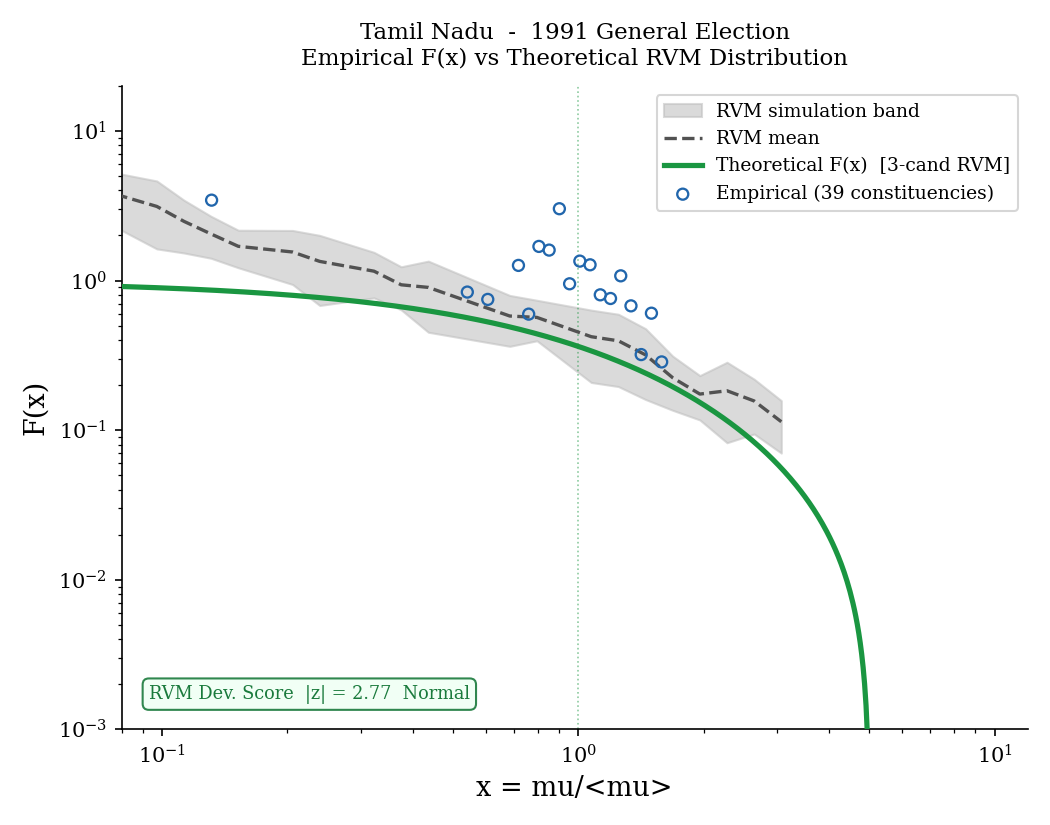 Tamil Nadu - 1991 General Election
Empirical F(x) vs Theoretical RVM Distribution
RVM simulation band
RVM mean
Theoretical F(x) [3-cand RVM]
Empirical (39 constituencies)
F(x)
10¹
10⁰
10⁻¹
10⁻²
10⁻³
RVM Dev. Score |z| = 2.77 Normal
10⁻¹
10⁰
10¹
x = mu/<mu>